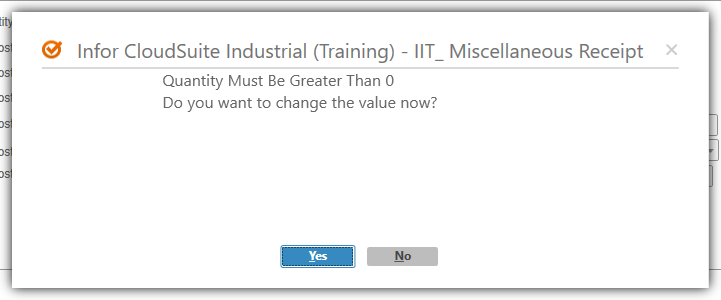 Infor CloudSuite Industrial (Training) - IIT_ Miscellaneous Receipt
Quantity Must Be Greater Than 0
Do you want to change the value now?
Yes
No